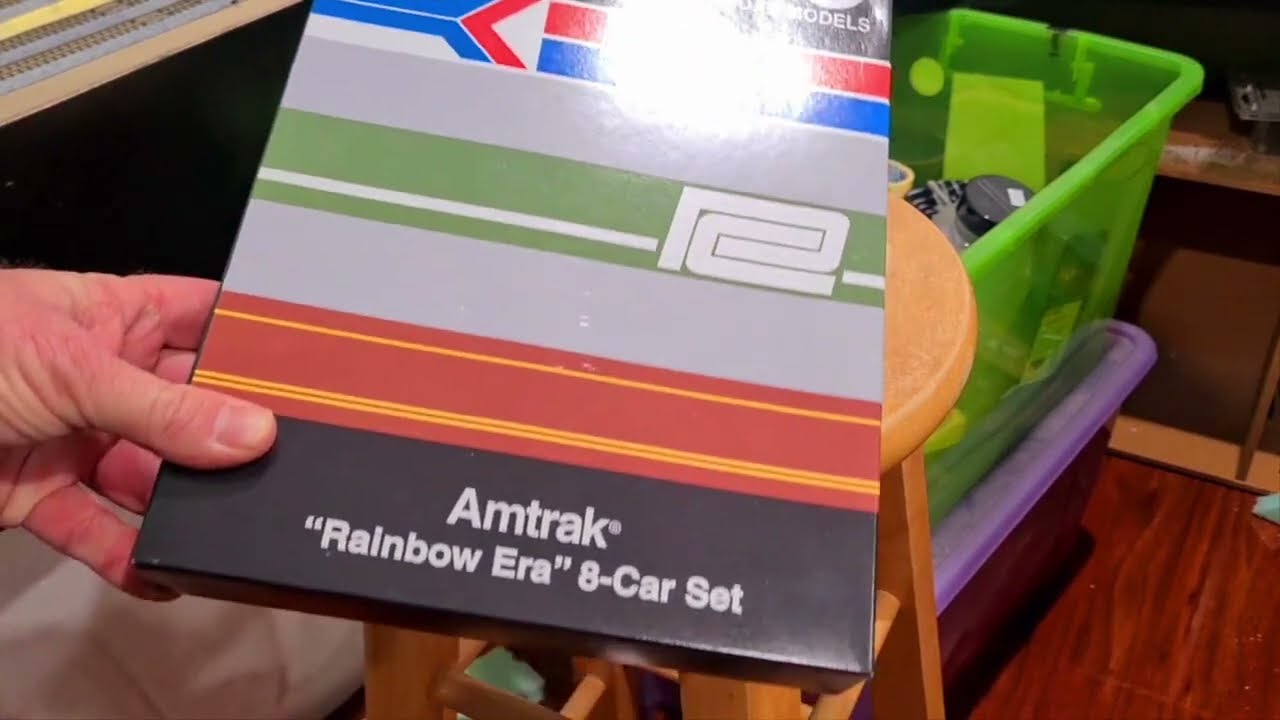 MODELS
Amtrak®
“Rainbow Era” 8-Car Set